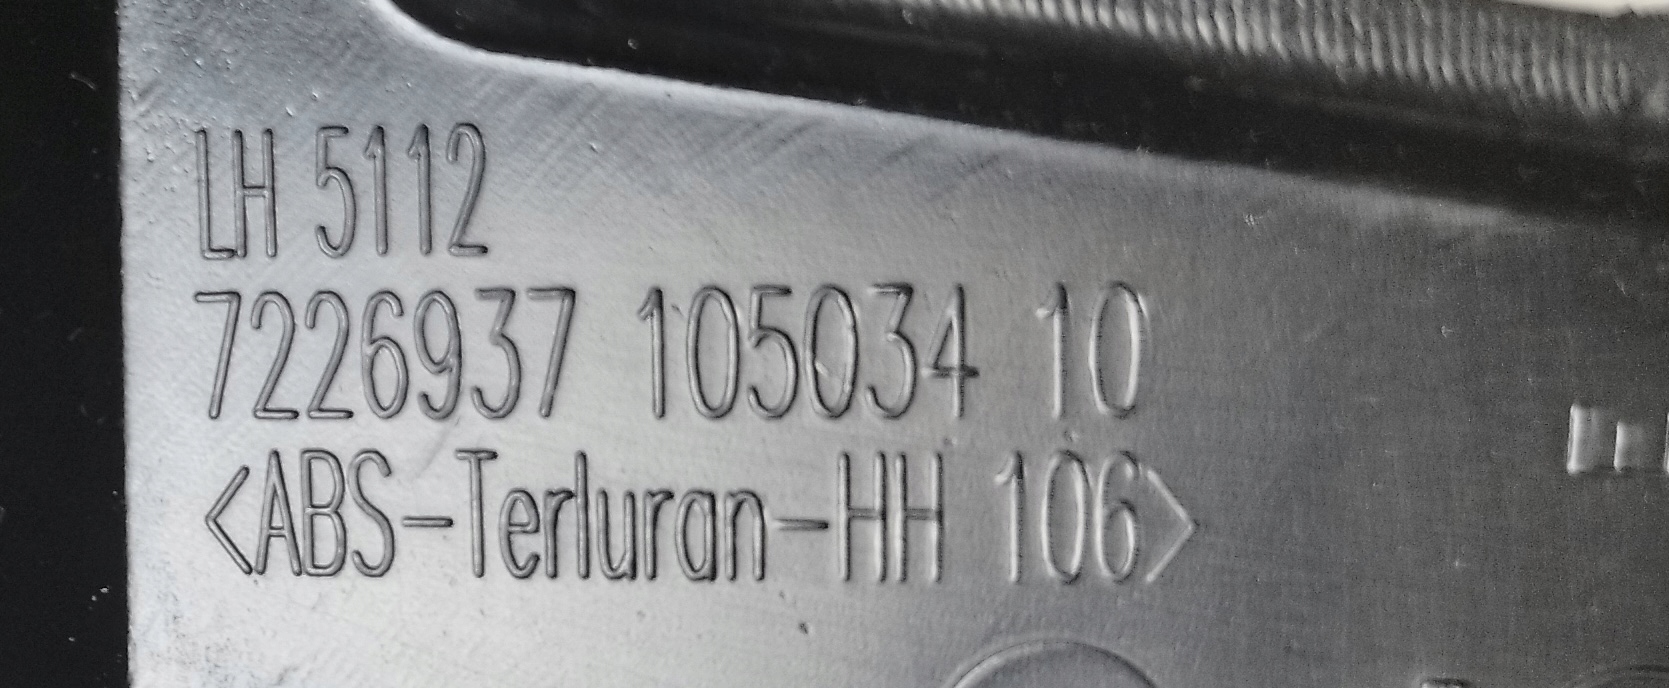 LH 5112
7226937 105034 10
<ABS-Terluran-HH 106>